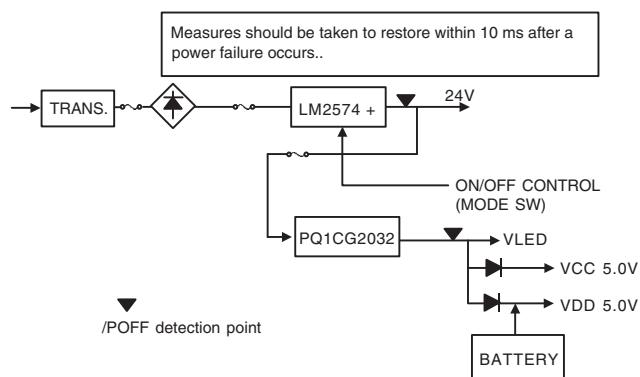 Measures should be taken to restore within 10 ms after a
power failure occurs..
TRANS.
LM2574 +
24V
ON/OFF CONTROL
(MODE SW)
PQ1CG2032
VLED
VCC 5.0V
VDD 5.0V
/POFF detection point
BATTERY